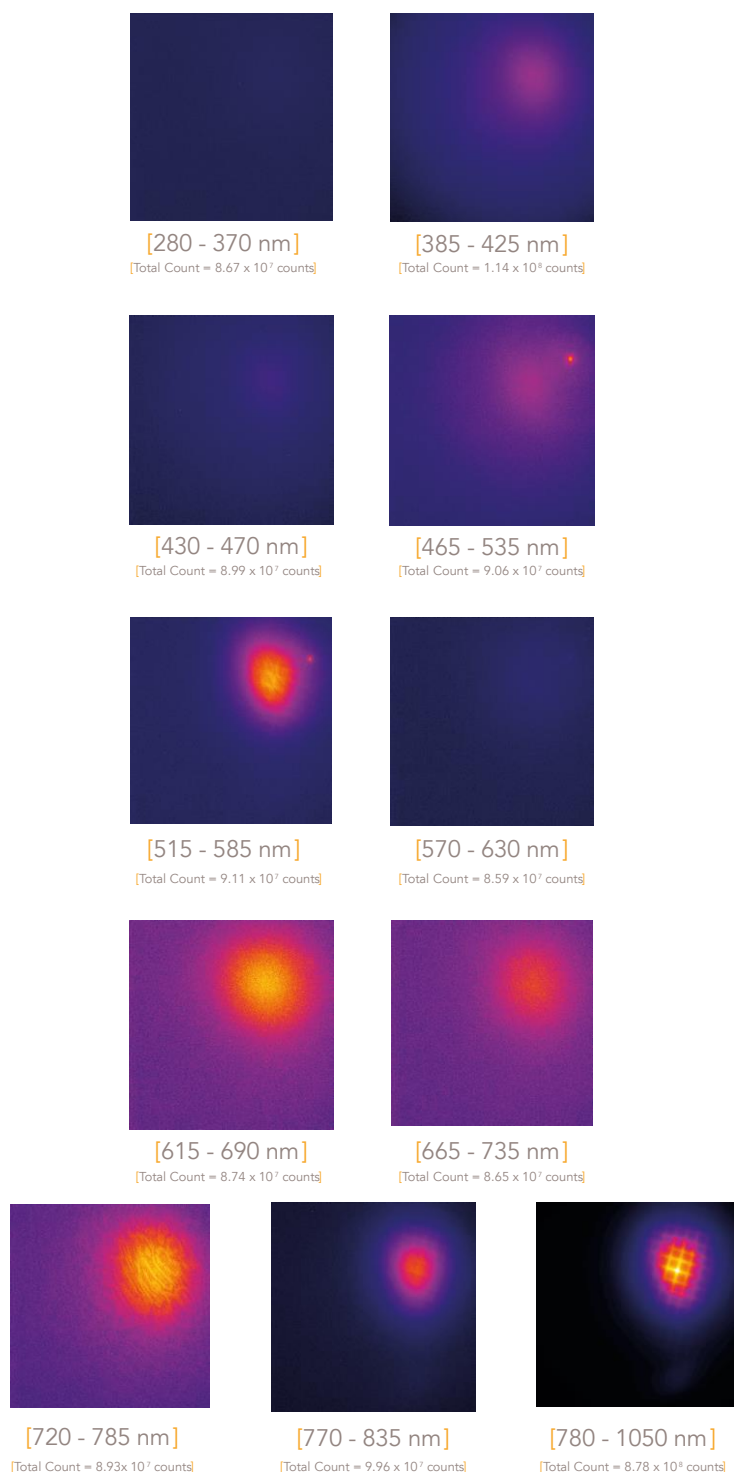 [280 - 370 nm]
[Total Count = 8.67 x 10⁷ counts]
[385 - 425 nm]
[Total Count = 1.14 x 10⁸ counts]
[430 - 470 nm]
[Total Count = 8.99 x 10⁷ counts]
[465 - 535 nm]
[Total Count = 9.06 x 10⁷ counts]
[515 - 585 nm]
[Total Count = 9.11 x 10⁷ counts]
[570 - 630 nm]
[Total Count = 8.59 x 10⁷ counts]
[615 - 690 nm]
[Total Count = 8.74 x 10⁷ counts]
[665 - 735 nm]
[Total Count = 8.65 x 10⁷ counts]
[720 - 785 nm]
[Total Count = 8.93x 10⁷ counts]
[770 - 835 nm]
[Total Count = 9.96 x 10⁷ counts]
[780 - 1050 nm]
[Total Count = 8.78 x 10⁸ counts]